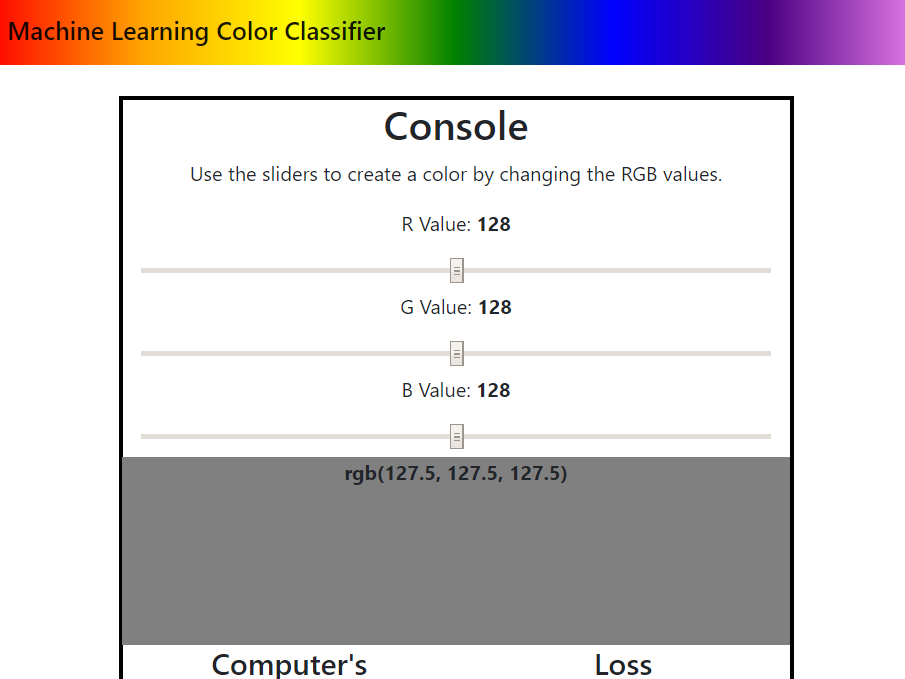 Machine Learning Color Classifier
Console
Use the sliders to create a color by changing the RGB values.
R Value: 128
G Value: 128
B Value: 128
rgb(127.5, 127.5, 127.5)
Computer's
Loss